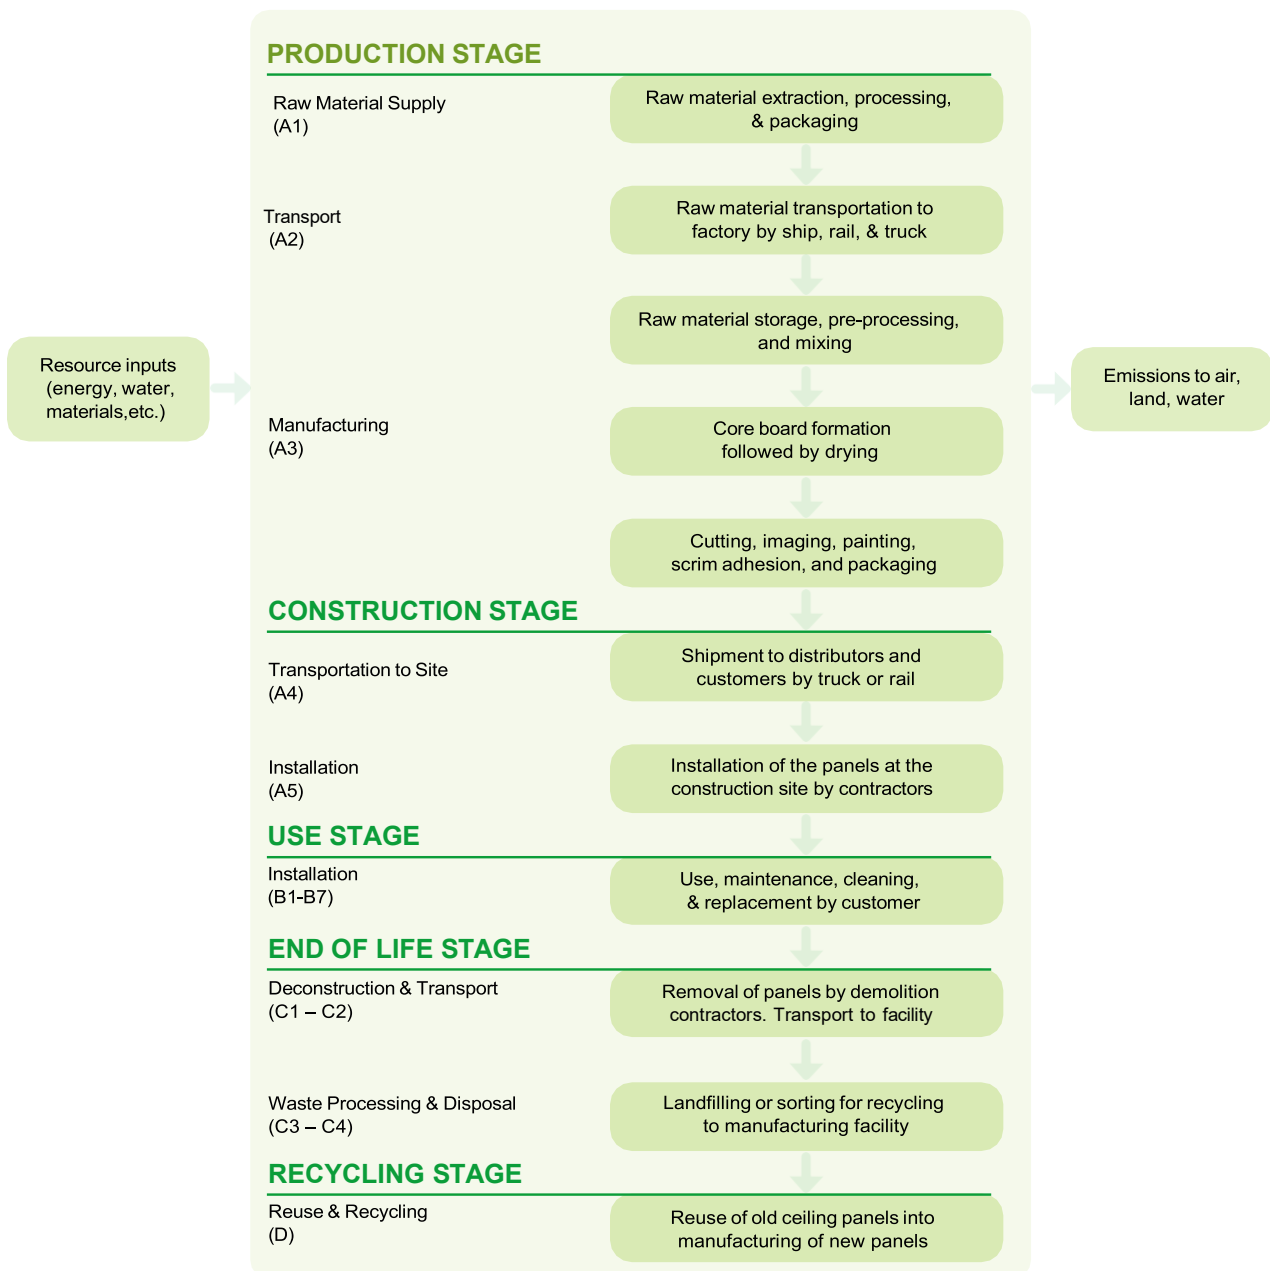 PRODUCTION STAGE
Raw Material Supply
(A1)
Raw material extraction, processing,
& packaging
Transport
(A2)
Raw material transportation to
factory by ship, rail, & truck
Raw material storage, pre-processing,
and mixing
Resource inputs
(energy, water,
materials,etc.)
Emissions to air,
land, water
Manufacturing
(A3)
Core board formation
followed by drying
Cutting, imaging, painting,
scrim adhesion, and packaging
CONSTRUCTION STAGE
Transportation to Site
(A4)
Shipment to distributors and
customers by truck or rail
Installation
(A5)
Installation of the panels at the
construction site by contractors
USE STAGE
Installation
(B1-B7)
Use, maintenance, cleaning,
& replacement by customer
END OF LIFE STAGE
Deconstruction & Transport
(C1 – C2)
Removal of panels by demolition
contractors. Transport to facility
Waste Processing & Disposal
(C3 – C4)
Landfilling or sorting for recycling
to manufacturing facility
RECYCLING STAGE
Reuse & Recycling
(D)
Reuse of old ceiling panels into
manufacturing of new panels